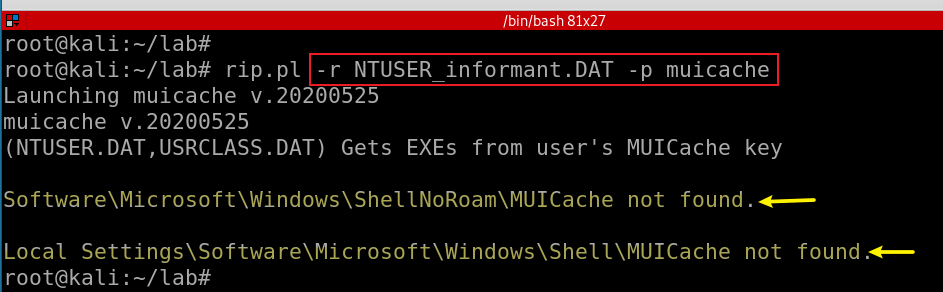 /bin/bash 81x27
root@kali:~/lab#
root@kali:~/lab# rip.pl -r NTUSER_informant.DAT -p muicache
Launching muicache v.20200525
muicache v.20200525
(NTUSER.DAT,USRCLASS.DAT) Gets EXEs from user's MUICache key
Software\Microsoft\Windows\ShellNoRoam\MUICache not found.
Local Settings\Software\Microsoft\Windows\Shell\MUICache not found.
root@kali:~/lab#